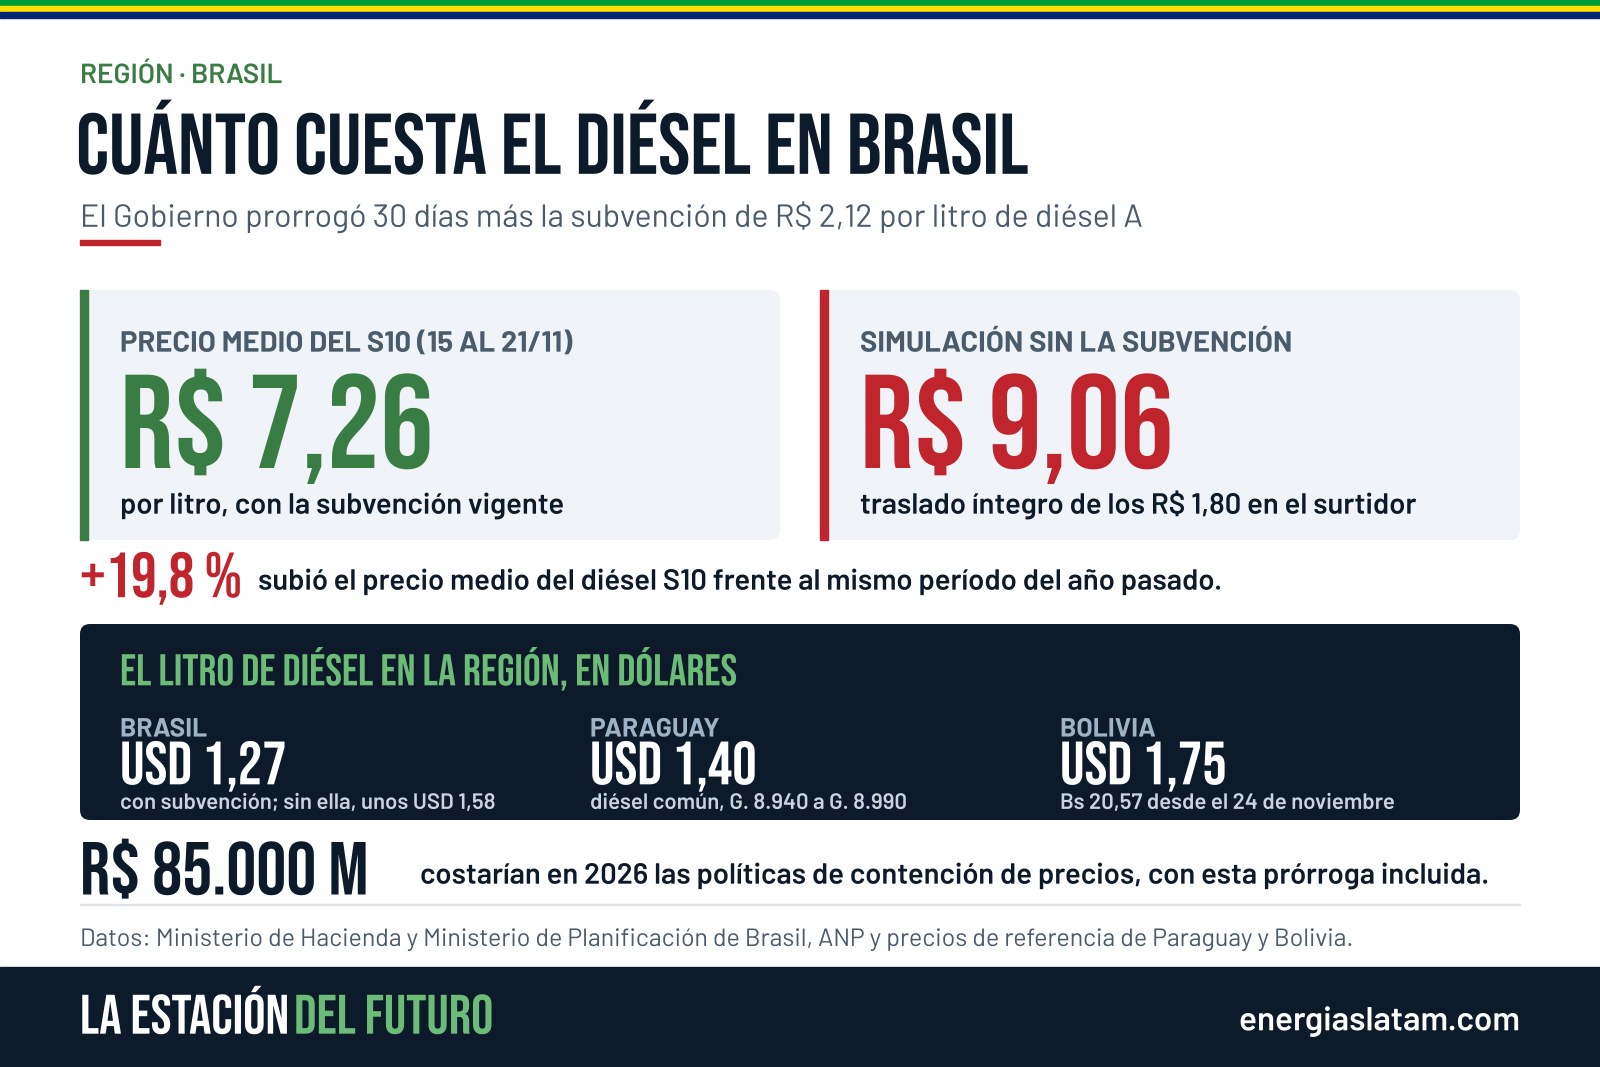 REGIÓN · BRASIL
CUÁNTO CUESTA EL DIÉSEL EN BRASIL
El Gobierno prorrogó 30 días más la subvención de R$ 2,12 por litro de diésel A
PRECIO MEDIO DEL S10 (15 AL 21/11)
R$ 7,26
por litro, con la subvención vigente
SIMULACIÓN SIN LA SUBVENCIÓN
R$ 9,06
traslado íntegro de los R$ 1,80 en el surtidor
+19,8 % subió el precio medio del diésel S10 frente al mismo período del año pasado.
EL LITRO DE DIÉSEL EN LA REGIÓN, EN DÓLARES
BRASIL
USD 1,27
con subvención; sin ella, unos USD 1,58
PARAGUAY
USD 1,40
diésel común, G. 8.940 a G. 8.990
BOLIVIA
USD 1,75
Bs 20,57 desde el 24 de noviembre
R$ 85.000 M costarían en 2026 las políticas de contención de precios, con esta prórroga incluida.
Datos: Ministerio de Hacienda y Ministerio de Planificación de Brasil, ANP y precios de referencia de Paraguay y Bolivia.
LA ESTACIÓN DEL FUTURO
energiaslatam.com